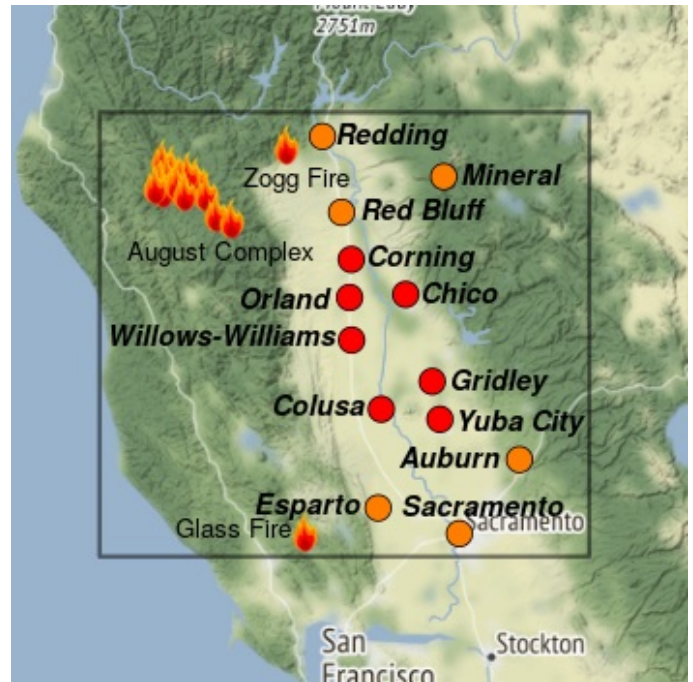 2751m
Redding
Zogg Fire
Mineral
Red Bluff
August Complex
Corning
Orland
Chico
Willows-Williams
Gridley
Colusa
Yuba City
Auburn
Esparto
Sacramento
Glass Fire
Sacramento
San
Francisco
Stockton